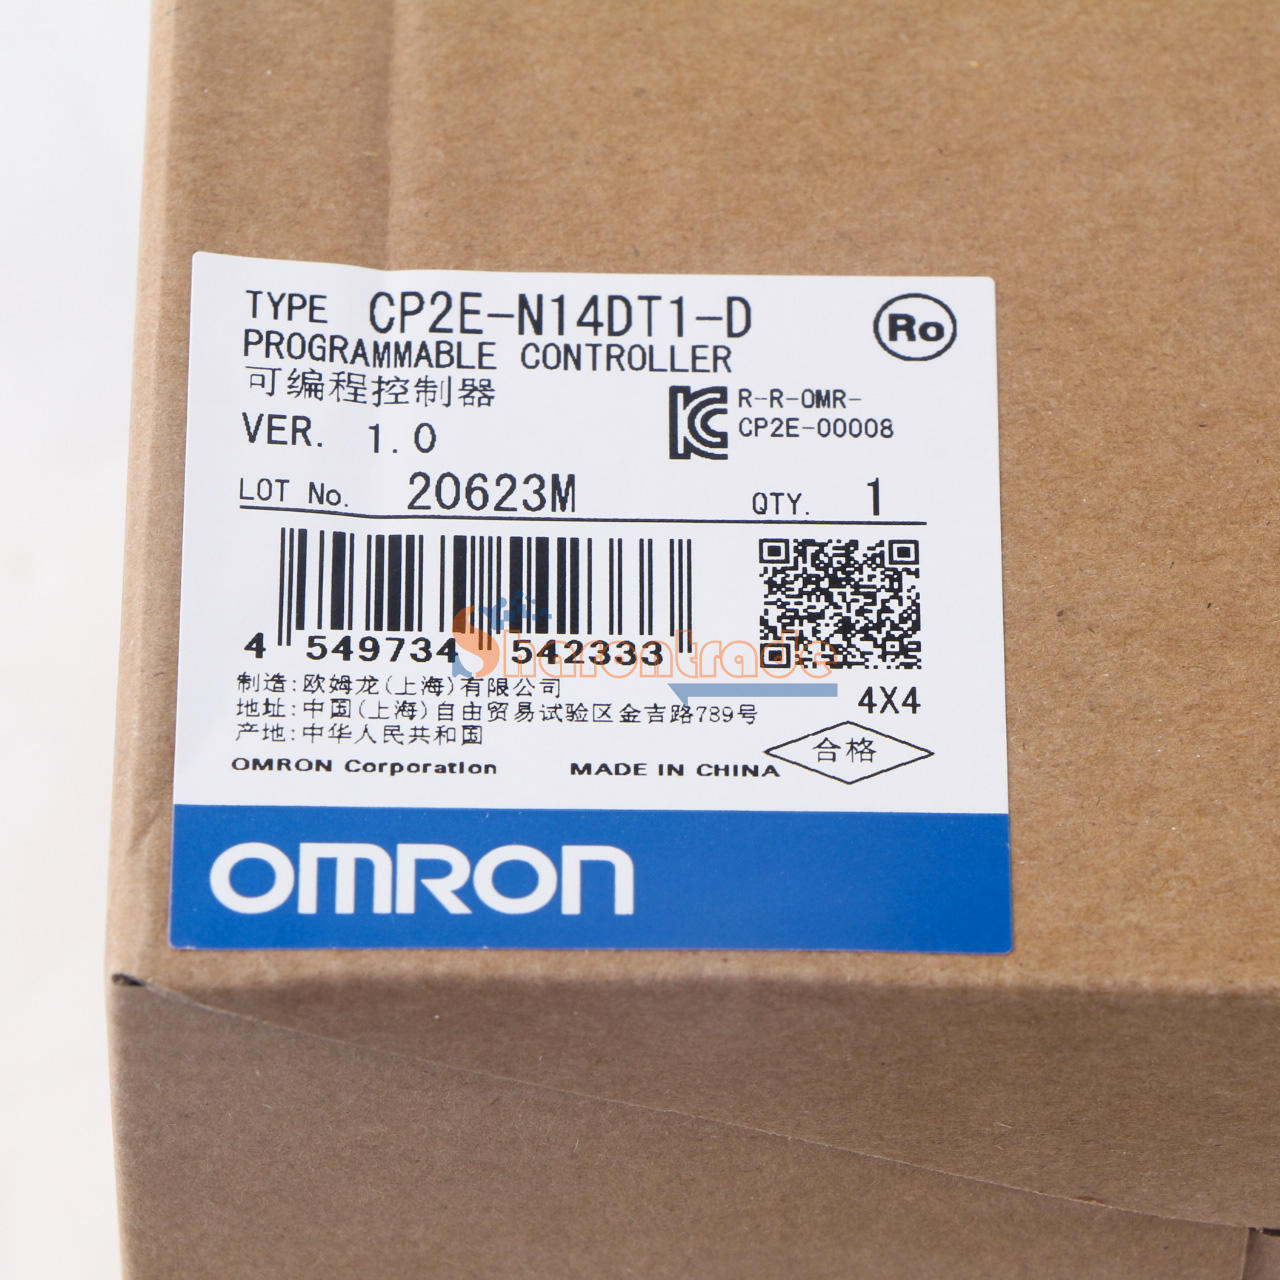 TYPE CP2E-N14DT1-D
Ro
PROGRAMMABLE CONTROLLER
可编程控制器
R-R-OMR-
CP2E-00008
VER. 1.0
LOT No. 20623M QTY. 1
4 549734 542333
Sharontrade
制造:欧姆龙(上海)有限公司
4X4
地址:中国(上海)自由贸易试验区金吉路789号
产地:中华人民共和国
合格
OMRON Corporation MADE IN CHINA
OMRON